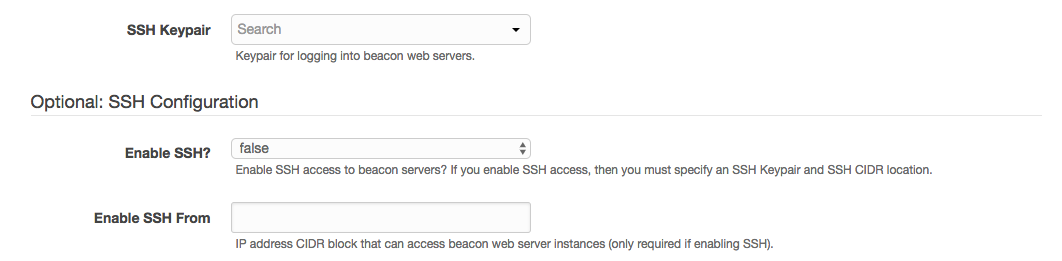 SSH Keypair
Search
Keypair for logging into beacon web servers.
Optional: SSH Configuration
Enable SSH?
false
Enable SSH access to beacon servers? If you enable SSH access, then you must specify an SSH Keypair and SSH CIDR location.
Enable SSH From
IP address CIDR block that can access beacon web server instances (only required if enabling SSH).